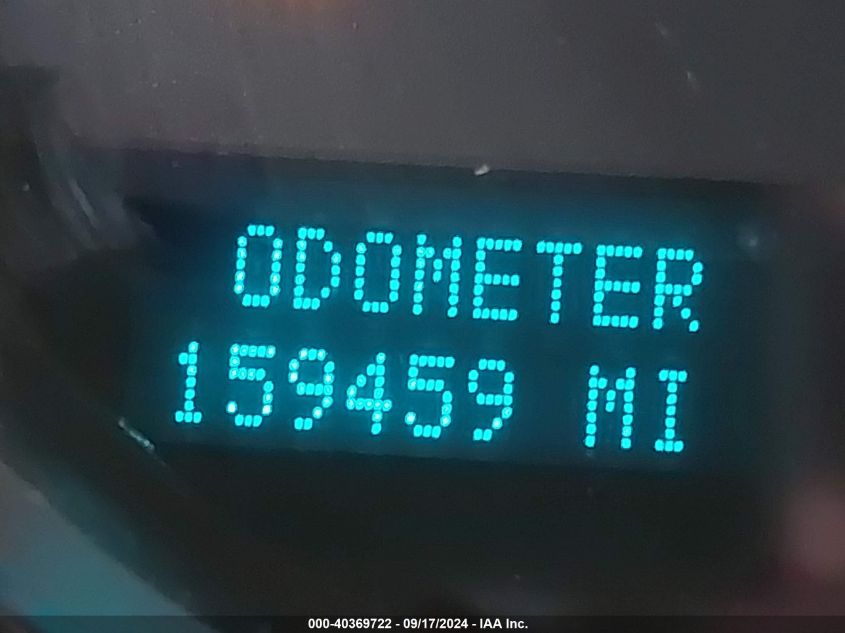 ODOMETER
159459 MI
000-40369722 - 09/17/2024 - IAA Inc.